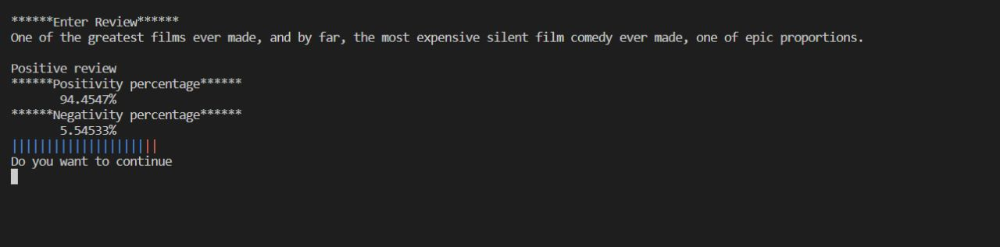 ******Enter Review******
One of the greatest films ever made, and by far, the most expensive silent film comedy ever made, one of epic proportions.
Positive review
******Positivity percentage******
94.4547%
******Negativity percentage******
5.54533%
|||||||||||||||||||||
Do you want to continue